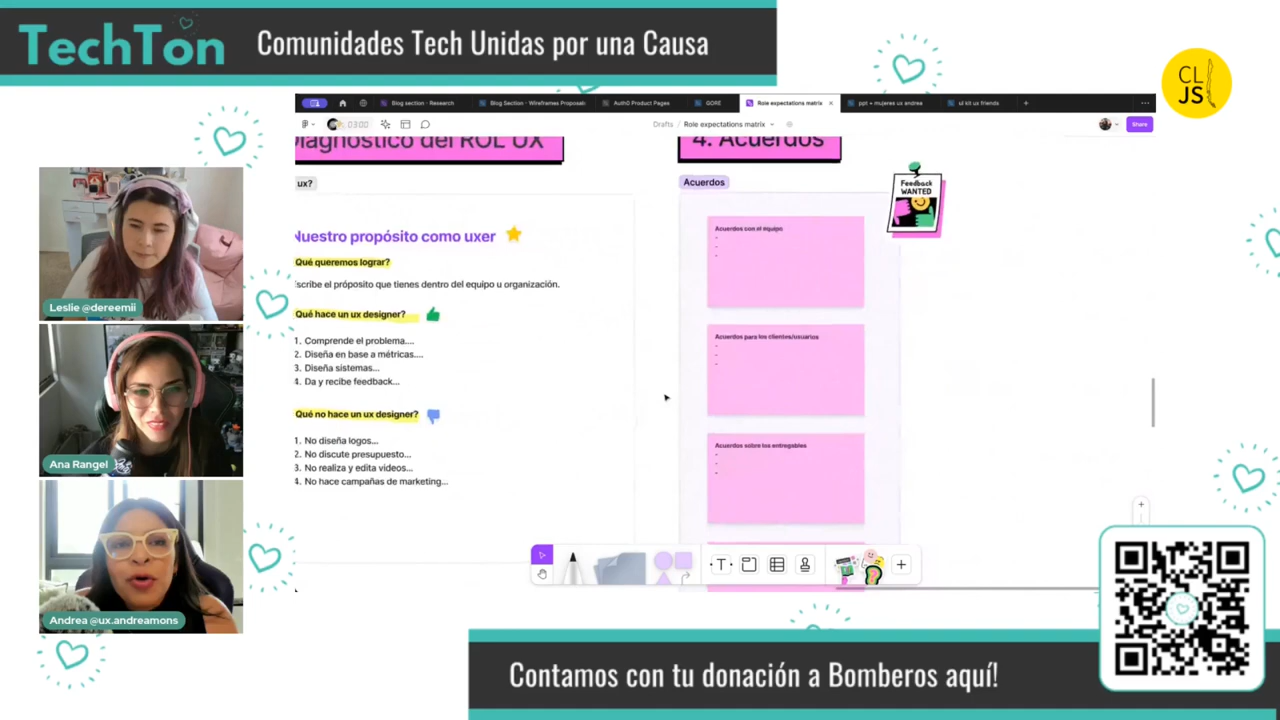 TechTon
Comunidades Tech Unidas por una Causa
CL
JS
Blog section - Research
Blog Section - Wireframes Proposals
Auth0 Product Pages
GORE
Role expectations matrix
ppt + mujeres ux andrea
ui kit us friends
03:00
Drafts / Role expectations matrix
Share
Diagnóstico del ROL UX
4. Acuerdos
ux?
Acuerdos
Feedback
WANTED
Nuestro propósito como uxer
Qué queremos lograr?
scribe el próposito que tienes dentro del equipo u organización.
Qué hace un ux designer?
1. Comprende el problema....
2. Diseña en base a métricas....
3. Diseña sistemas...
4. Da y recibe feedback...
Qué no hace un ux designer?
1. No diseña logos...
2. No discute presupuesto...
3. No realiza y edita videos...
4. No hace campañas de marketing...
Acuerdos con el equipo
-
-
-
Acuerdos para los clientes/usuarios
-
-
-
Acuerdos sobre los entregables
-
-
-
T
Leslie @dereemii
Ana Rangel
Andrea @ux.andreamons
Contamos con tu donación a Bomberos aquí!